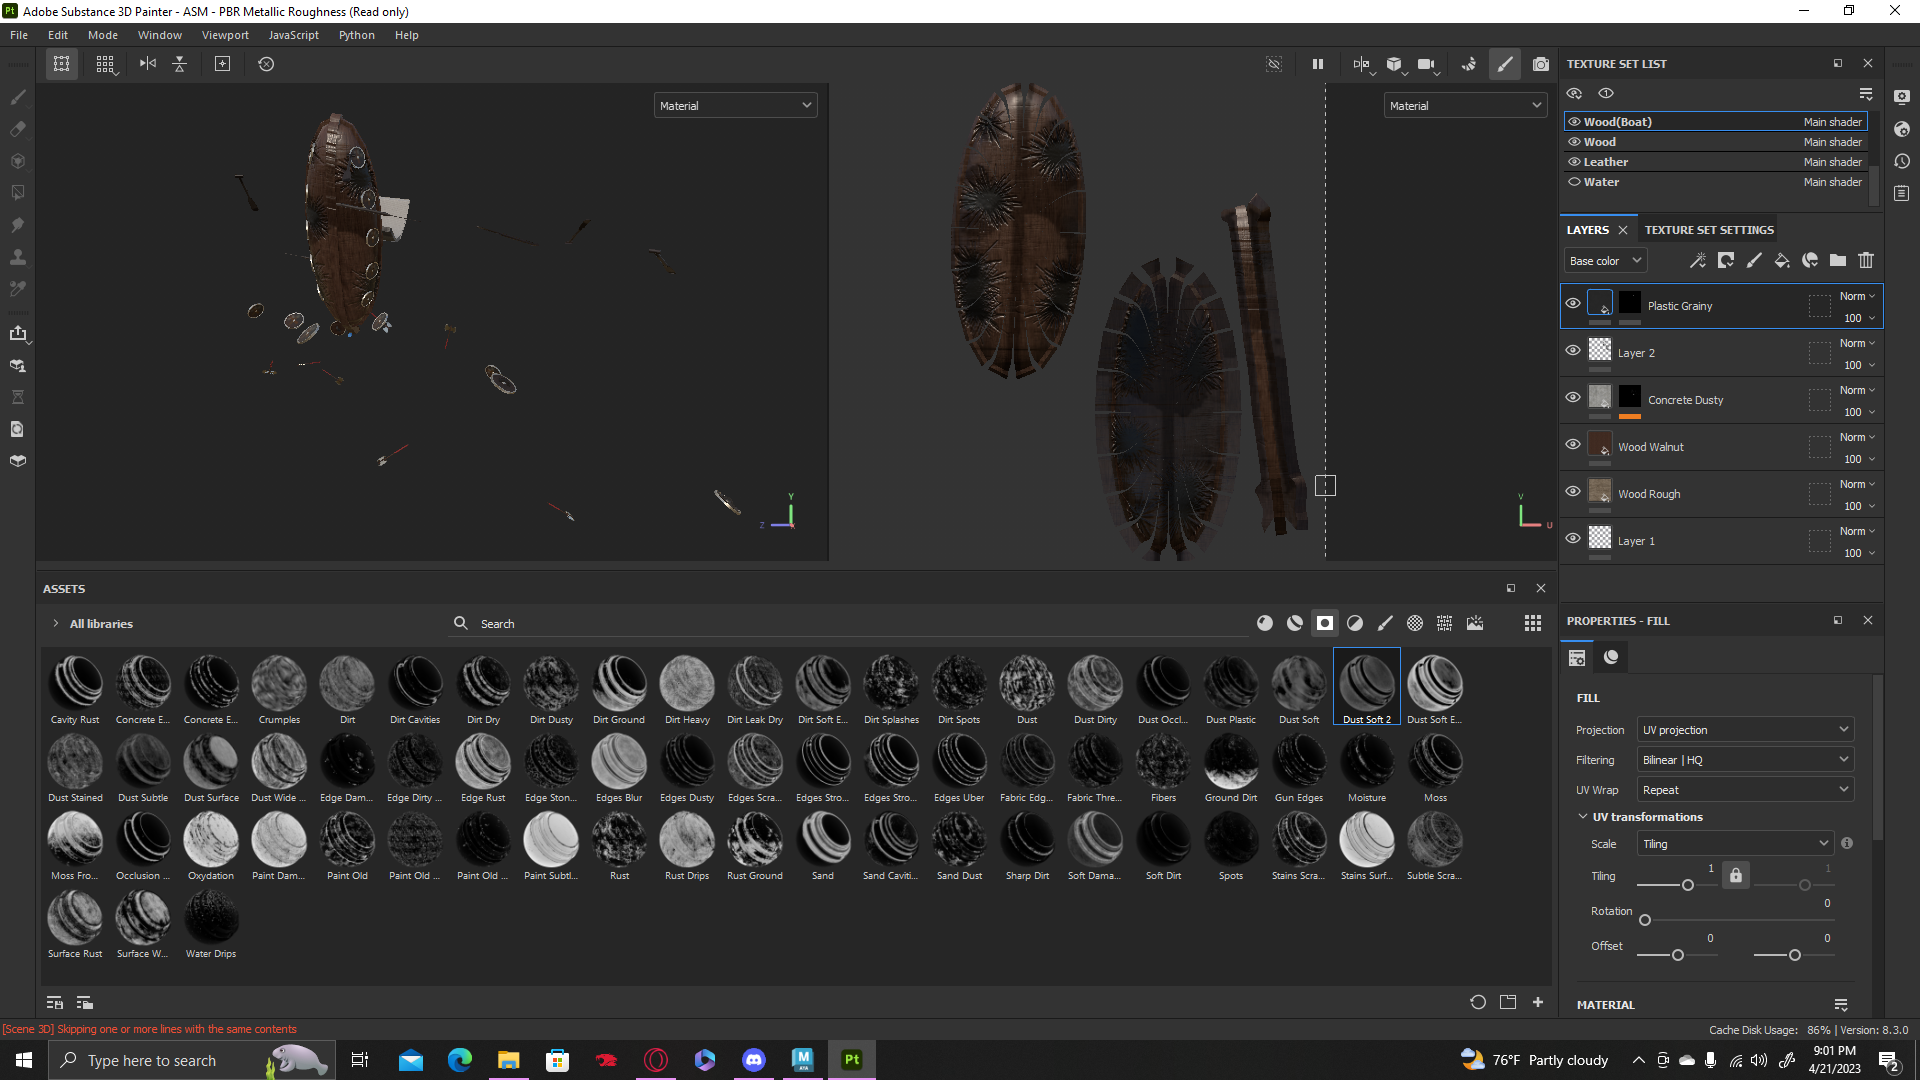 Pt Adobe Substance 3D Painter - ASM - PBR Metallic Roughness (Read only)
File Edit Mode Window Viewport JavaScript Python Help
Material
Material
Y
Z
V
U
TEXTURE SET LIST
Wood(Boat) Main shader
Wood Main shader
Leather Main shader
Water Main shader
LAYERS TEXTURE SET SETTINGS
Base color
Plastic Grainy Norm 100
Layer 2 Norm 100
Concrete Dusty Norm 100
Wood Walnut Norm 100
Wood Rough Norm 100
Layer 1 Norm 100
ASSETS
All libraries Search
Cavity Rust Concrete E... Concrete E... Crumples Dirt Dirt Cavities Dirt Dry Dirt Dusty Dirt Ground Dirt Heavy Dirt Leak Dry Dirt Soft E... Dirt Splashes Dirt Spots Dust Dust Dirty Dust Occl... Dust Plastic Dust Soft Dust Soft 2 Dust Soft E...
Dust Stained Dust Subtle Dust Surface Dust Wide ... Edge Dam... Edge Dirty ... Edge Rust Edge Ston... Edges Blur Edges Dusty Edges Scra... Edges Stro... Edges Stro... Edges Uber Fabric Edg... Fabric Thre... Fibers Ground Dirt Gun Edges Moisture Moss
Moss Fro... Occlusion ... Oxydation Paint Dam... Paint Old Paint Old ... Paint Old ... Paint Subtl... Rust Rust Drips Rust Ground Sand Sand Caviti... Sand Dust Sharp Dirt Soft Dama... Soft Dirt Spots Stains Scra... Stains Surf... Subtle Scra...
Surface Rust Surface W... Water Drips
PROPERTIES - FILL
FILL
Projection UV projection
Filtering Bilinear | HQ
UV Wrap Repeat
UV transformations
Scale Tiling
Tiling 1 1
Rotation 0
Offset 0 0
MATERIAL
[Scene 3D] Skipping one or more lines with the same contents
Cache Disk Usage: 86% | Version: 8.3.0
Type here to search
M
Pt
76°F Partly cloudy
9:01 PM
4/21/2023
2